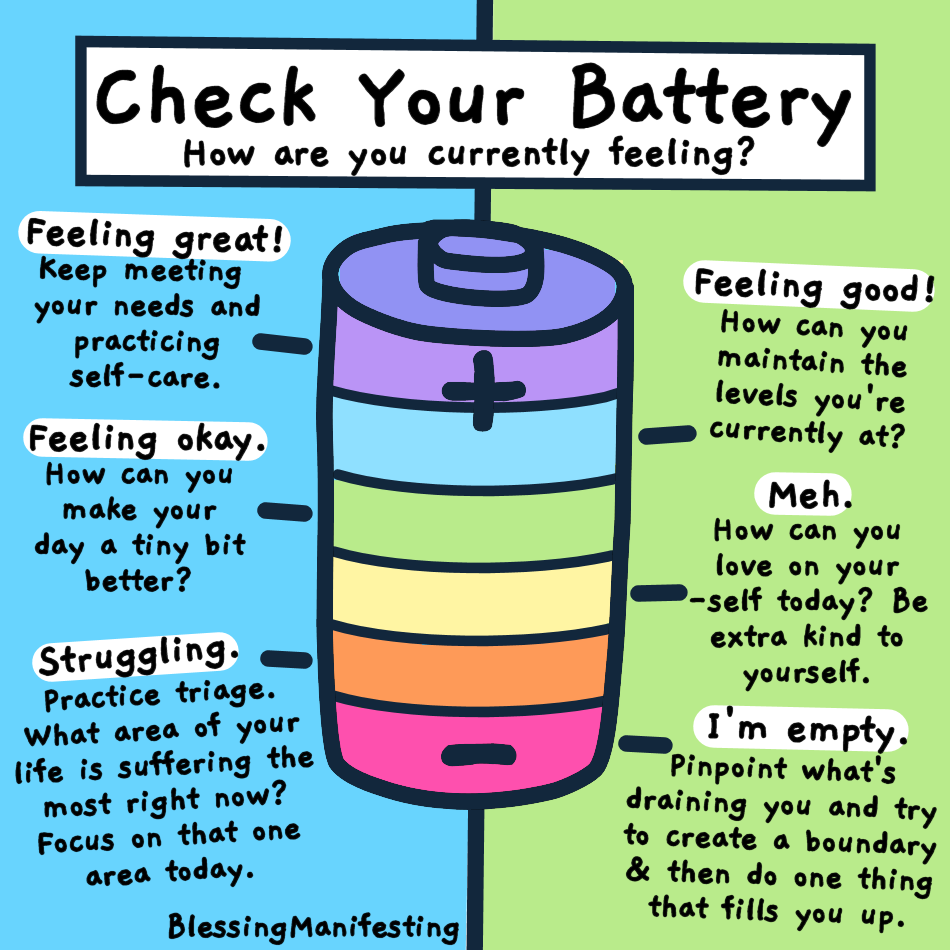 Check Your Battery
How are you currently feeling?
Feeling great!
Keep meeting
your needs and
practicing
self-care.
Feeling good!
How can you
maintain the
levels you're
currently at?
Feeling okay.
How can you
make your
day a tiny bit
better?
Meh.
How can you
love on your
-self today? Be
extra kind to
yourself.
Struggling.
Practice triage.
What area of your
life is suffering the
most right now?
Focus on that one
area today.
I'm empty.
Pinpoint what's
draining you and try
to create a boundary
& then do one thing
that fills you up.
BlessingManifesting